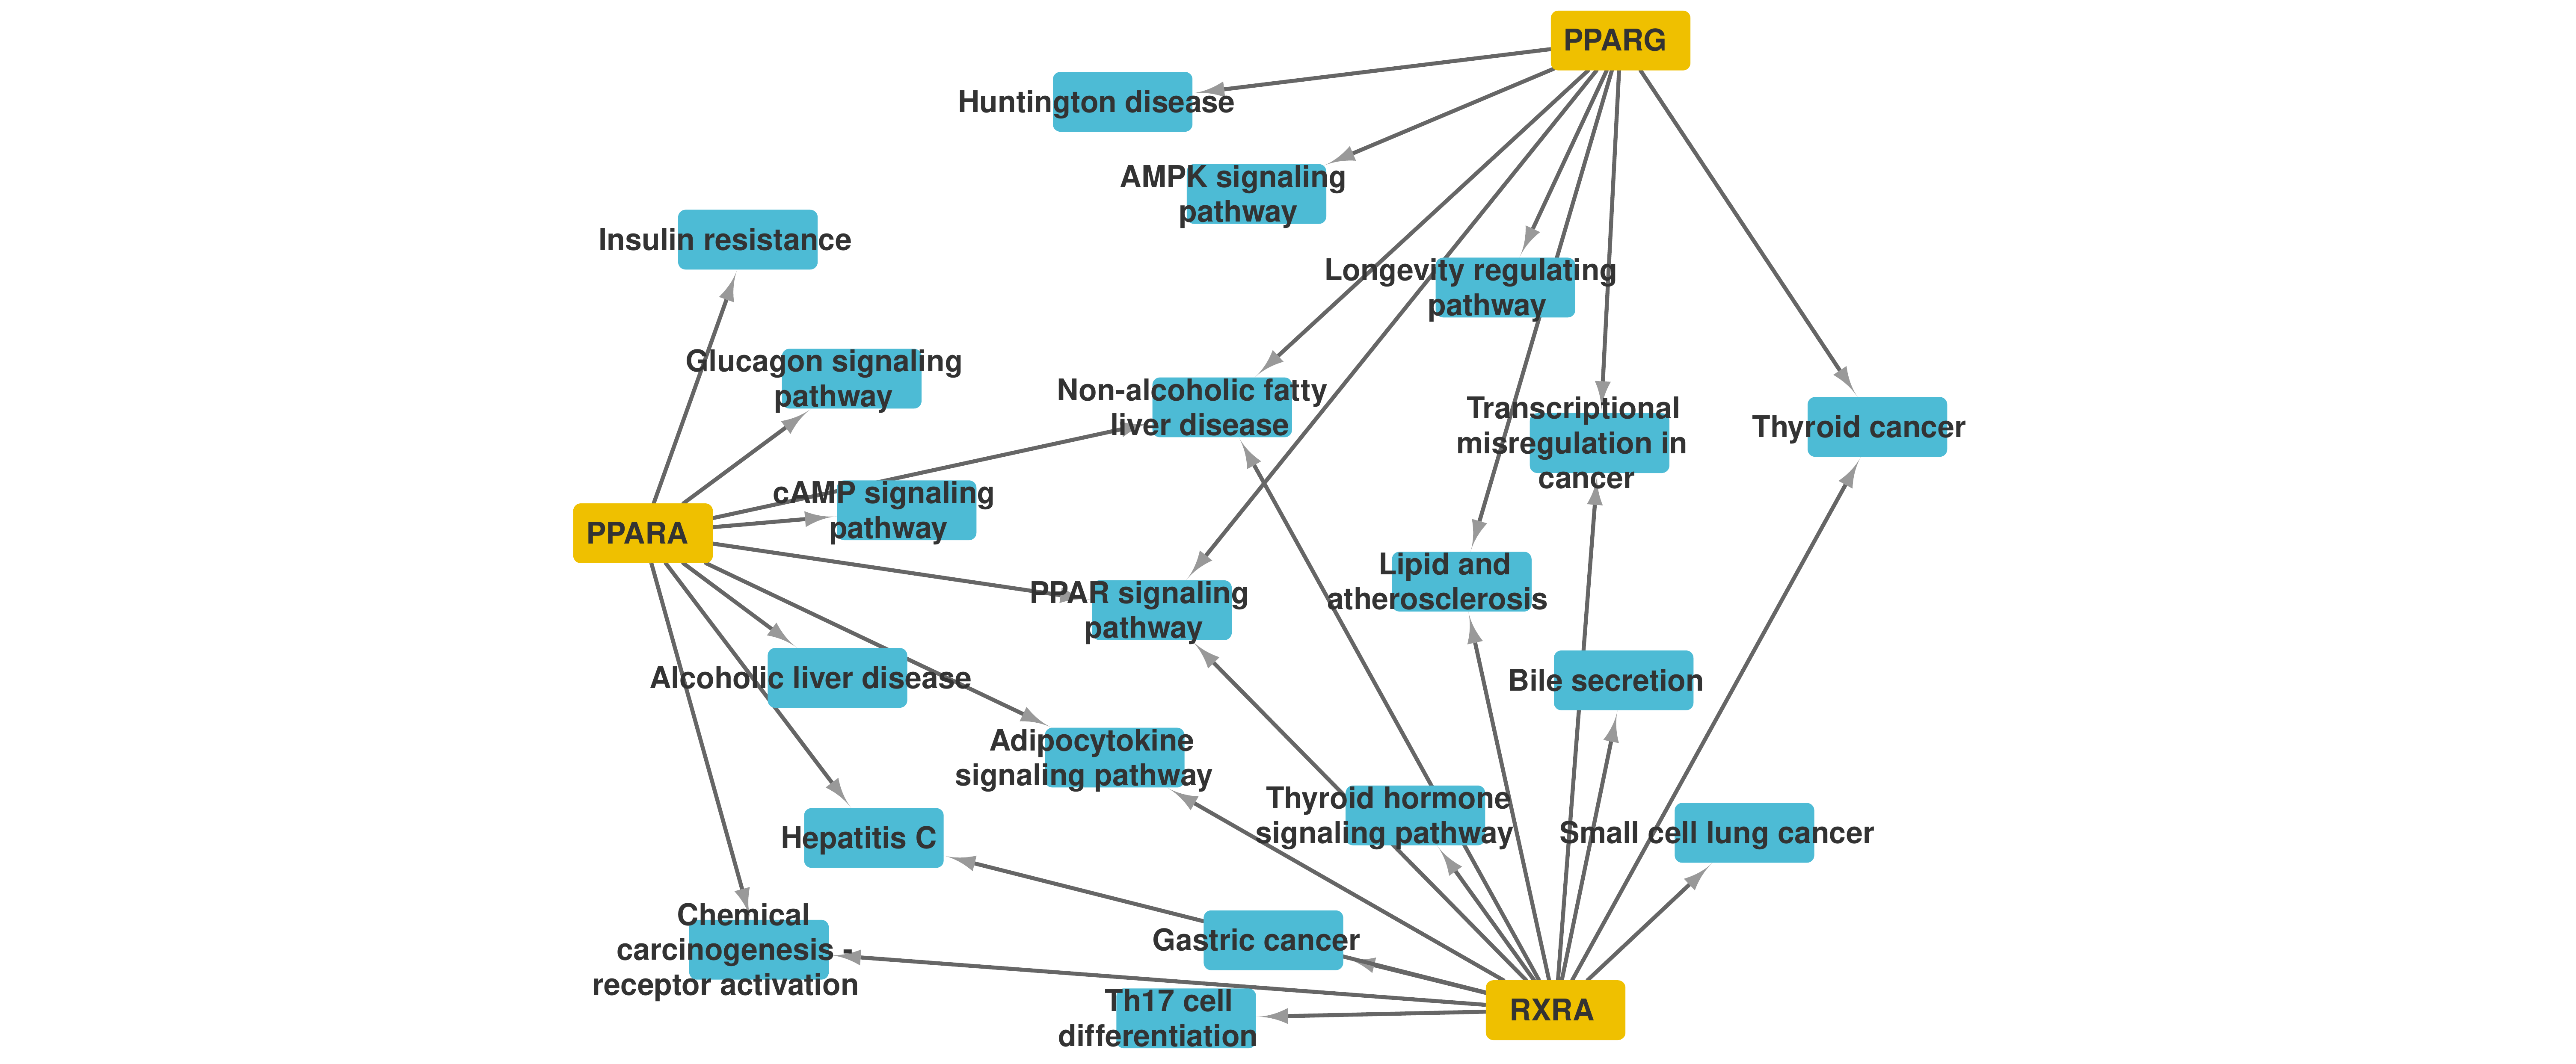 PPARG
Huntington disease
AMPK signaling
pathway
Insulin resistance
Longevity regulating
pathway
Glucagon signaling
pathway
Non-alcoholic fatty
liver disease
Transcriptional
misregulation in
cancer
Thyroid cancer
cAMP signaling
pathway
PPARA
PPAR signaling
pathway
Lipid and
atherosclerosis
Alcoholic liver disease
Bile secretion
Adipocytokine
signaling pathway
Thyroid hormone
signaling pathway
Small cell lung cancer
Hepatitis C
Chemical
carcinogenesis -
receptor activation
Gastric cancer
Th17 cell
differentiation
RXRA